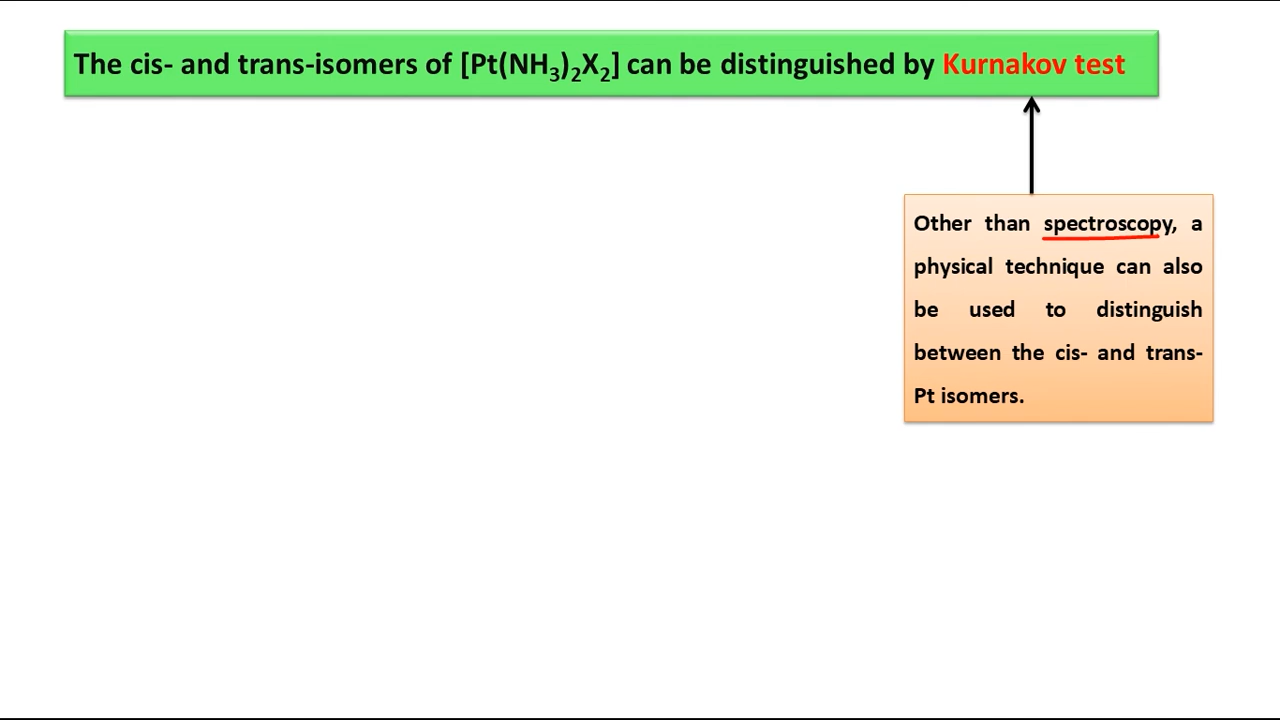 The cis- and trans-isomers of [Pt(NH₃)₂X₂] can be distinguished by Kurnakov test
Other than spectroscopy, a
physical technique can also
be used to distinguish
between the cis- and trans-
Pt isomers.